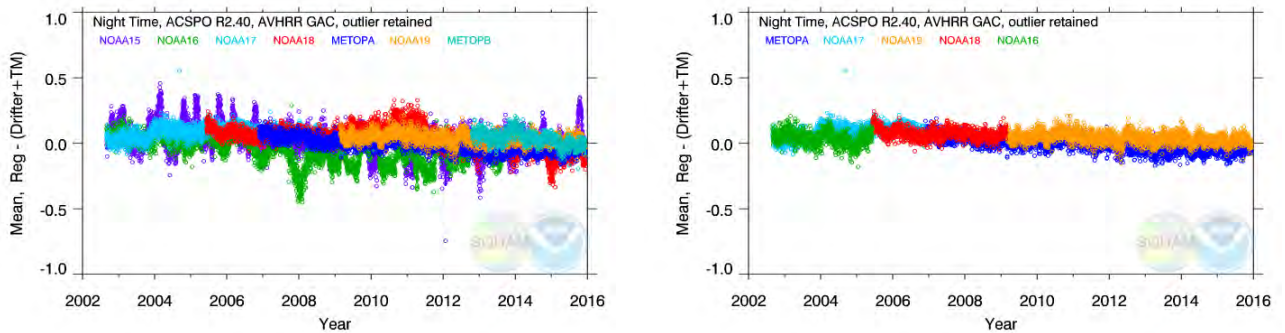 Night Time, ACSPO R2.40, AVHRR GAC, outlier retained
NOAA15 NOAA16 NOAA17 NOAA18 METOPA NOAA19 METOPB
Mean, Reg - (Drifter+TM)
1.0
0.5
0.0
-0.5
-1.0
2002 2004 2006 2008 2010 2012 2014 2016
Year
SQUAM
Night Time, ACSPO R2.40, AVHRR GAC, outlier retained
METOPA NOAA17 NOAA19 NOAA18 NOAA16
Mean, Reg - (Drifter+TM)
1.0
0.5
0.0
-0.5
-1.0
2002 2004 2006 2008 2010 2012 2014 2016
Year
SQUAM